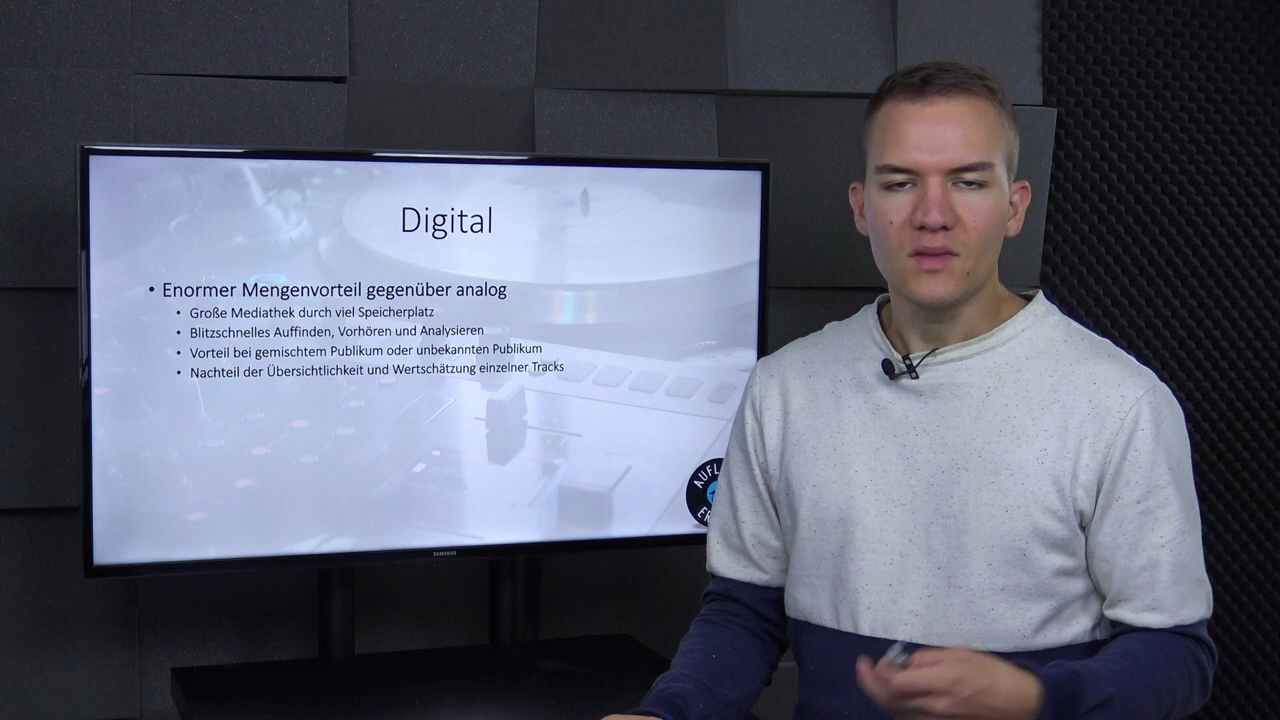 Digital
• Enormer Mengenvorteil gegenüber analog
• Große Mediathek durch viel Speicherplatz
• Blitzschnelles Auffinden, Vorhören und Analysieren
• Vorteil bei gemischtem Publikum oder unbekannten Publikum
• Nachteil der Übersichtlichkeit und Wertschätzung einzelner Tracks
AUFL
SAMSUNG